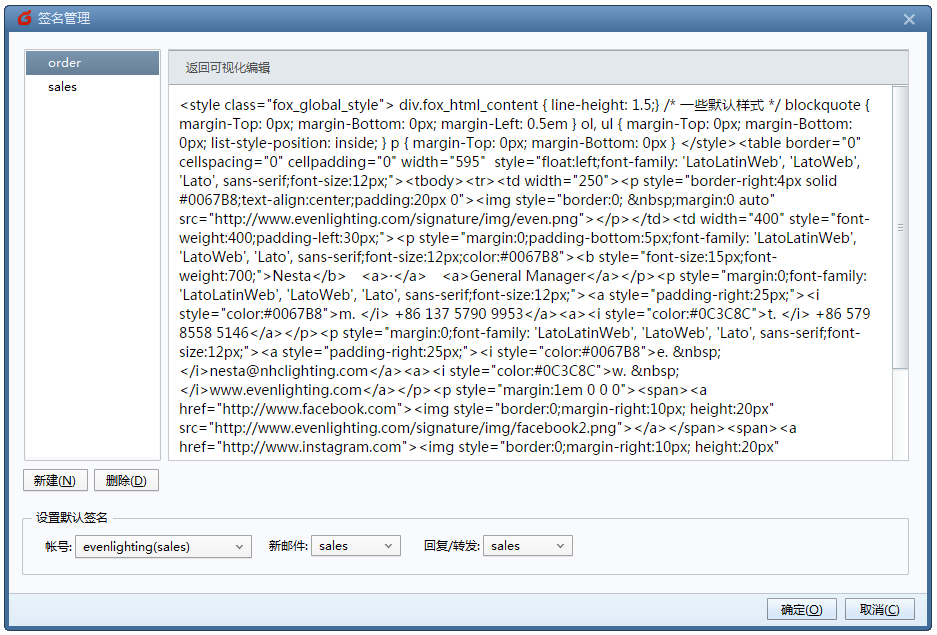 签名管理
order
sales
返回可视化编辑
<style class="fox_global_style"> div.fox_html_content { line-height: 1.5;} /* 一些默认样式 */ blockquote {
margin-Top: 0px; margin-Bottom: 0px; margin-Left: 0.5em } ol, ul { margin-Top: 0px; margin-Bottom:
0px; list-style-position: inside; } p { margin-Top: 0px; margin-Bottom: 0px } </style><table border="0"
cellspacing="0" cellpadding="0" width="595"  style="float:left;font-family: 'LatoLatinWeb', 'LatoWeb',
'Lato', sans-serif;font-size:12px;"><tbody><tr><td width="250"><p style="border-right:4px solid
#0067B8;text-align:center;padding:20px 0"><img style="border:0; &nbsp;margin:0 auto"
src="http://www.evenlighting.com/signature/img/even.png"></p></td><td width="400" style="font-
weight:400;padding-left:30px;"><p style="margin:0;padding-bottom:5px;font-family: 'LatoLatinWeb',
'LatoWeb', 'Lato', sans-serif;font-size:12px;color:#0067B8"><b style="font-size:15px;font-
weight:700;">Nesta</b>    <a>·</a>    <a>General Manager</a></p><p style="margin:0;font-family:
'LatoLatinWeb', 'LatoWeb', 'Lato', sans-serif;font-size:12px;"><a style="padding-right:25px;"><i
style="color:#0067B8">m. </i> +86 137 5790 9953</a><a><i style="color:#0C3C8C">t. </i> +86 579
8558 5146</a></p><p style="margin:0;font-family: 'LatoLatinWeb', 'LatoWeb', 'Lato', sans-serif;font-
size:12px;"><a style="padding-right:25px;"><i style="color:#0067B8">e. &nbsp;
</i>nesta@nhclighting.com</a><a><i style="color:#0C3C8C">w. &nbsp;
</i>www.evenlighting.com</a></p><p style="margin:1em 0 0 0"><span><a
href="http://www.facebook.com"><img style="border:0;margin-right:10px; height:20px"
src="http://www.evenlighting.com/signature/img/facebook2.png"></a></span><span><a
href="http://www.instagram.com"><img style="border:0;margin-right:10px; height:20px"
新建(N) 删除(D)
设置默认签名
帐号: evenlighting(sales) 新邮件: sales 回复/转发: sales
确定(O) 取消(C)